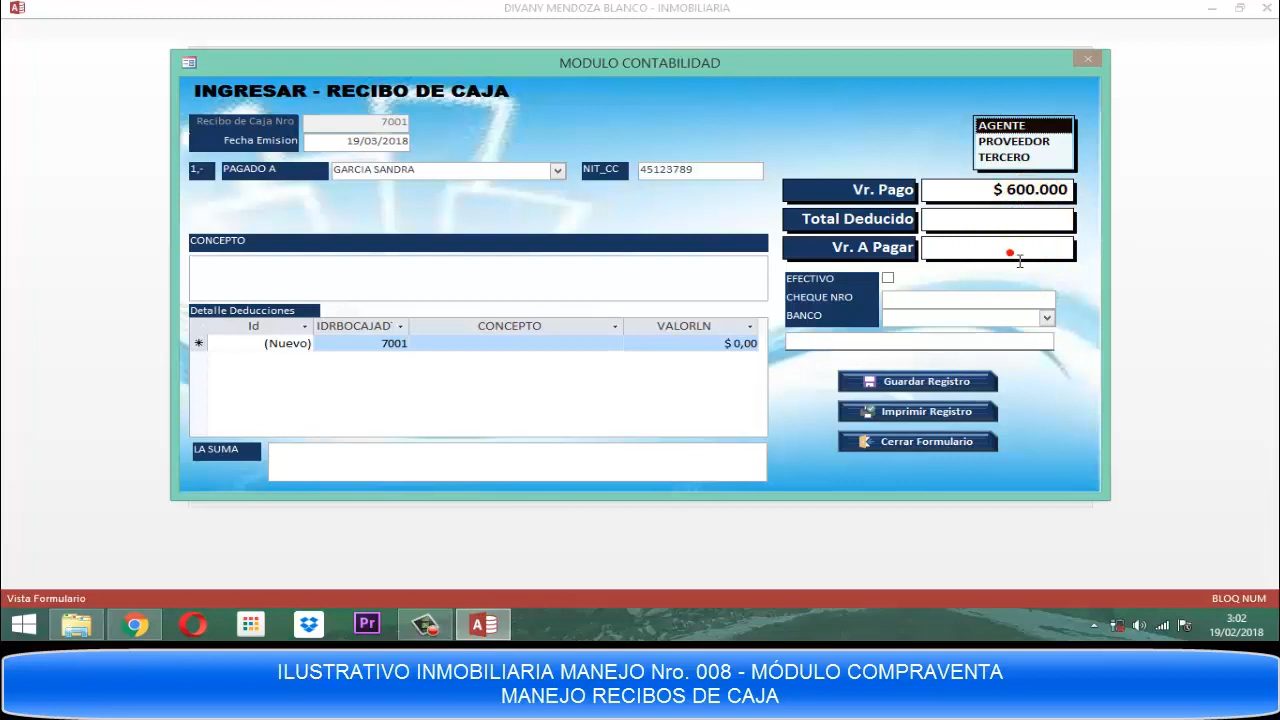 DIVANY MENDOZA BLANCO - INMOBILIARIA
MODULO CONTABILIDAD
INGRESAR - RECIBO DE CAJA
Recibo de Caja Nro 7001
Fecha Emision 19/03/2018
1,- PAGADO A GARCIA SANDRA NIT_CC 45123789
AGENTE
PROVEEDOR
TERCERO
Vr. Pago $ 600.000
Total Deducido
Vr. A Pagar
CONCEPTO
EFECTIVO
CHEQUE NRO
BANCO
Detalle Deducciones
Id IDRBOCAJAD CONCEPTO VALORLN
(Nuevo) 7001 $ 0,00
Guardar Registro
Imprimir Registro
Cerrar Formulario
LA SUMA
Vista Formulario BLOQ NUM
Pr
3:02
19/02/2018
ILUSTRATIVO INMOBILIARIA MANEJO Nro. 008 - MÓDULO COMPRAVENTA
MANEJO RECIBOS DE CAJA